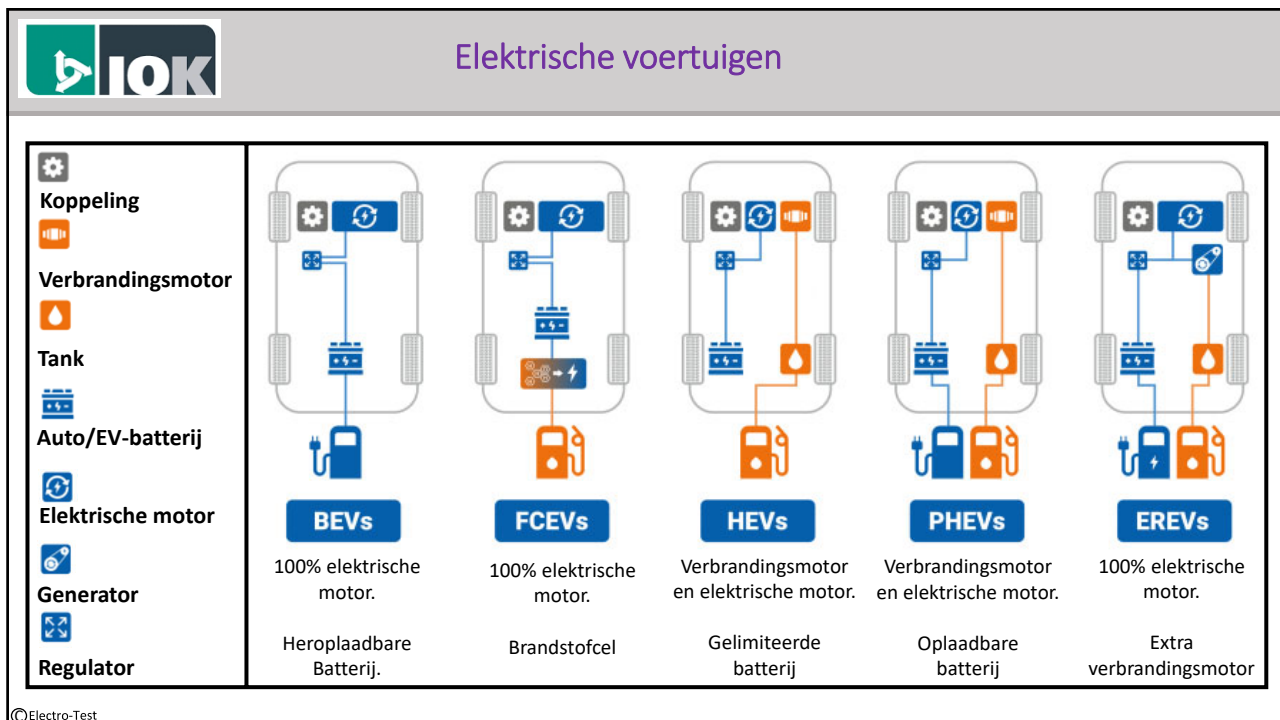 IOK
Elektrische voertuigen
Koppeling
Verbrandingsmotor
Tank
Auto/EV-batterij
Elektrische motor
Generator
Regulator
BEVs
100% elektrische
motor.
Heroplaadbare
Batterij.
FCEVs
100% elektrische
motor.
Brandstofcel
HEVs
Verbrandingsmotor
en elektrische motor.
Gelimiteerde
batterij
PHEVs
Verbrandingsmotor
en elektrische motor.
Oplaadbare
batterij
EREVs
100% elektrische
motor.
Extra
verbrandingsmotor
©Electro-Test